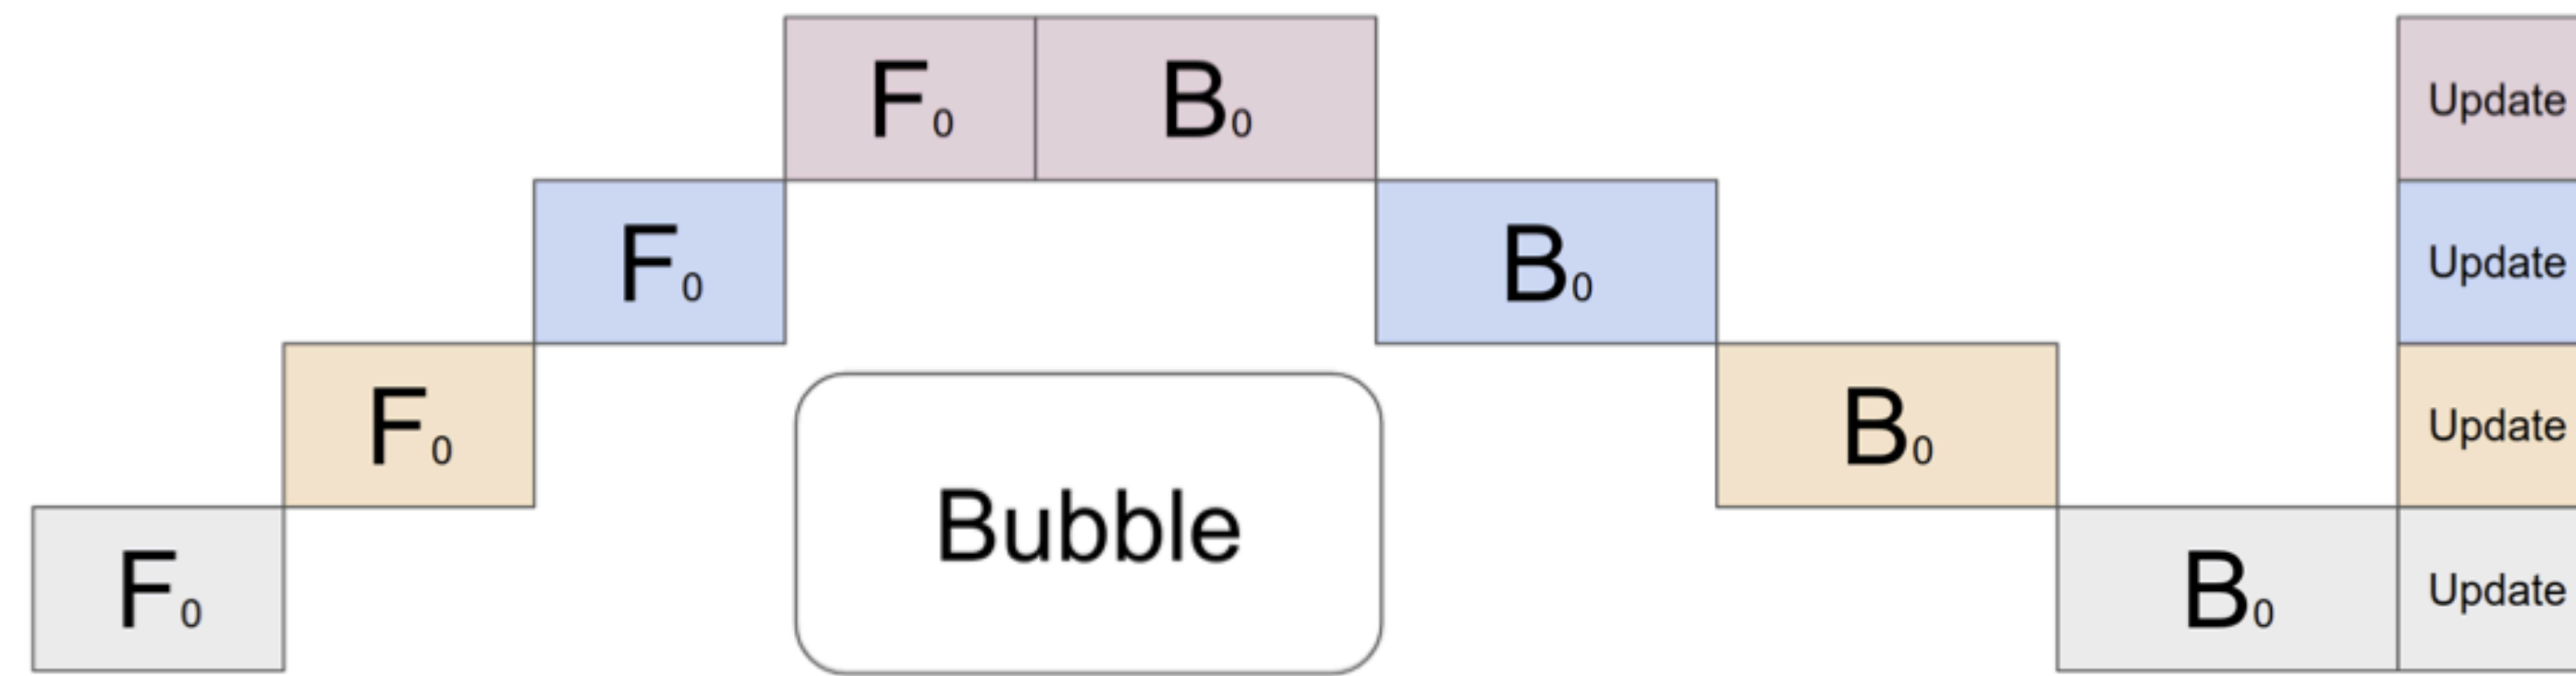 F₀ B₀ Update
F₀ B₀ Update
F₀ B₀ Update
Bubble
F₀ B₀ Update